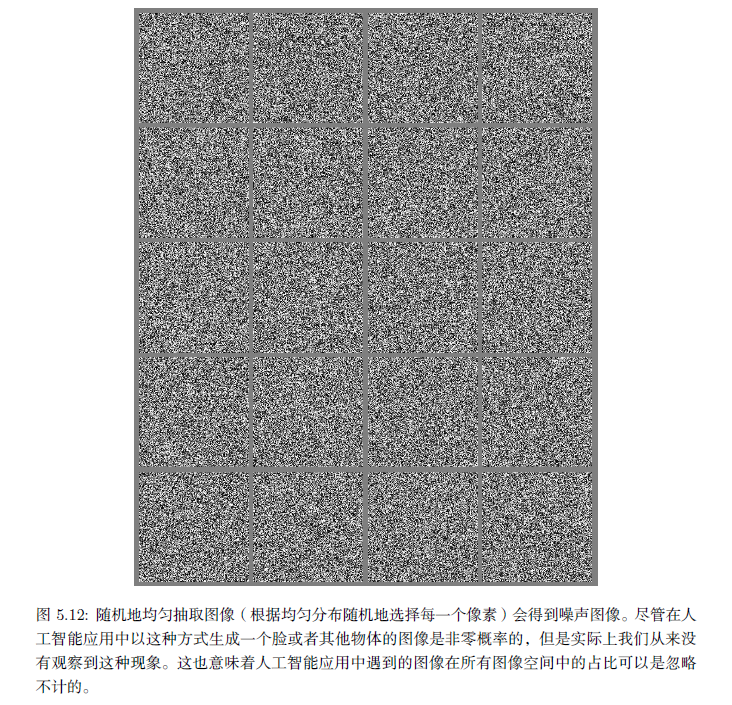 图 5.12: 随机地均匀抽取图像（根据均匀分布随机地选择每一个像素）会得到噪声图像。尽管在人
工智能应用中以这种方式生成一个脸或者其他物体的图像是非零概率的，但是实际上我们从来没
有观察到这种现象。这也意味着人工智能应用中遇到的图像在所有图像空间中的占比可以是忽略
不计的。